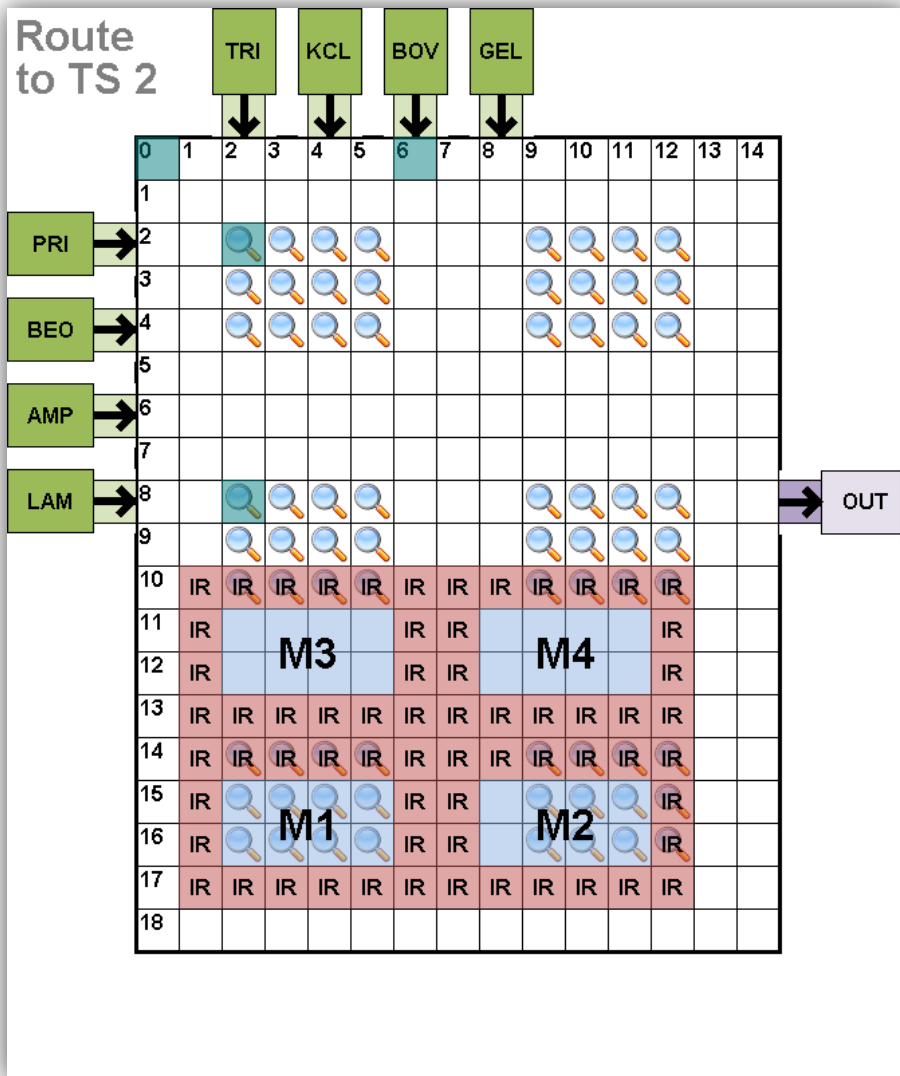 Route
to TS 2
TRI KCL BOV GEL
0 1 2 3 4 5 6 7 8 9 10 11 12 13 14
1
PRI 2
3
BEO 4
5
AMP 6
7
LAM 8 OUT
9
10 IR IR IR IR IR IR IR IR IR IR IR IR
11 IR M3 IR IR M4 IR
12 IR IR IR IR
13 IR IR IR IR IR IR IR IR IR IR IR IR
14 IR IR IR IR IR IR IR IR IR IR IR IR
15 IR M1 IR IR M2 IR
16 IR IR IR IR
17 IR IR IR IR IR IR IR IR IR IR IR IR
18